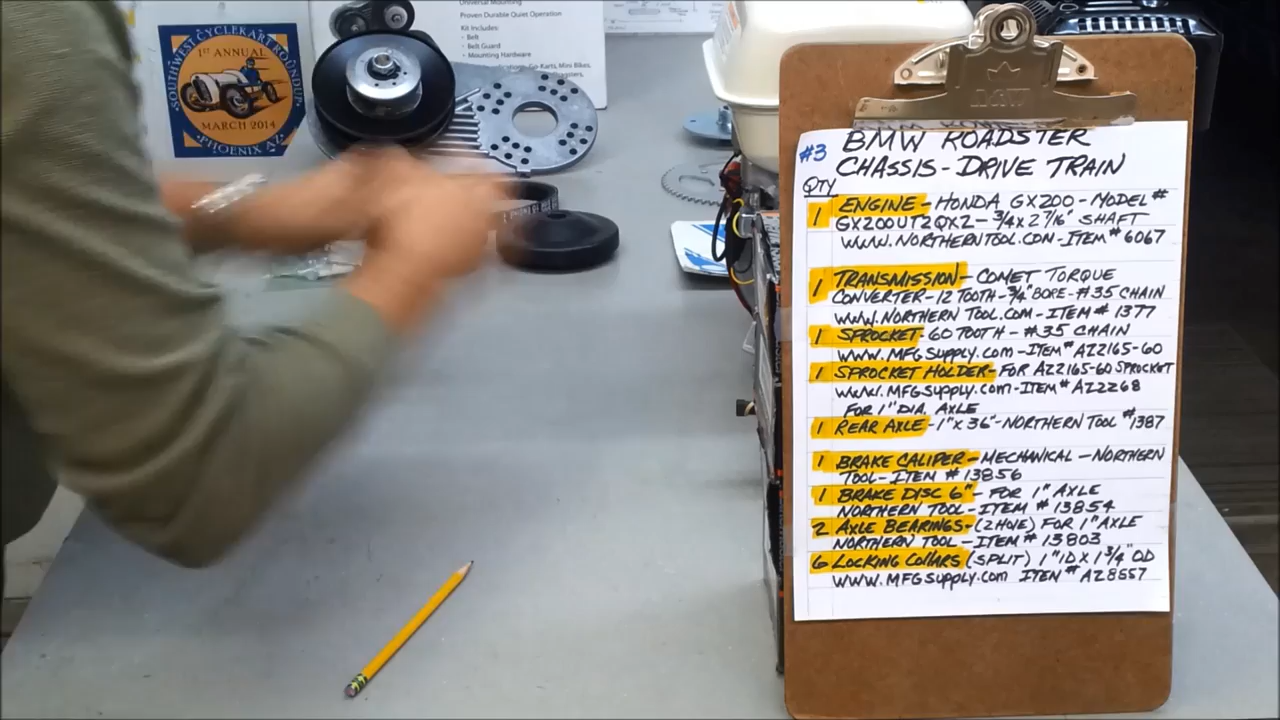 SOUTHWEST CYCLEKART ROUNDUP
1ST ANNUAL
MARCH 2014
PHOENIX AZ
Universal Mounting
Proven Durable Quiet Operation
Kit Includes:
· Belt
· Belt Guard
· Mounting Hardware
Go-Karts, Mini Bikes,
#3 BMW ROADSTER
CHASSIS-DRIVE TRAIN
QTY
1 ENGINE - HONDA GX200 - MODEL #
GX200UT2QX2 - 3/4 X 2 7/16" SHAFT
WWW.NORTHERNTOOL.COM - ITEM # 6067
1 TRANSMISSION - COMET TORQUE
CONVERTER - 12 TOOTH - 3/4" BORE - #35 CHAIN
WWW.NORTHERN TOOL.COM - ITEM # 1377
1 SPROCKET - 60 TOOTH - #35 CHAIN
WWW.MFGSUPPLY.COM - ITEM # AZ2165-60
1 SPROCKET HOLDER - FOR AZ2165-60 SPROCKET
WWW.MFGSUPPLY.COM - ITEM # AZ2268
FOR 1" DIA. AXLE
1 REAR AXLE - 1" X 36" - NORTHERN TOOL #1387
1 BRAKE CALIPER - MECHANICAL - NORTHERN
TOOL - ITEM # 13856
1 BRAKE DISC 6" - FOR 1" AXLE
NORTHERN TOOL - ITEM # 13854
2 AXLE BEARINGS - (2 HOLE) FOR 1" AXLE
NORTHERN TOOL - ITEM # 13803
6 LOCKING COLLARS (SPLIT) 1" ID X 1 3/4" OD
WWW.MFGSUPPLY.COM ITEM # AZ8557